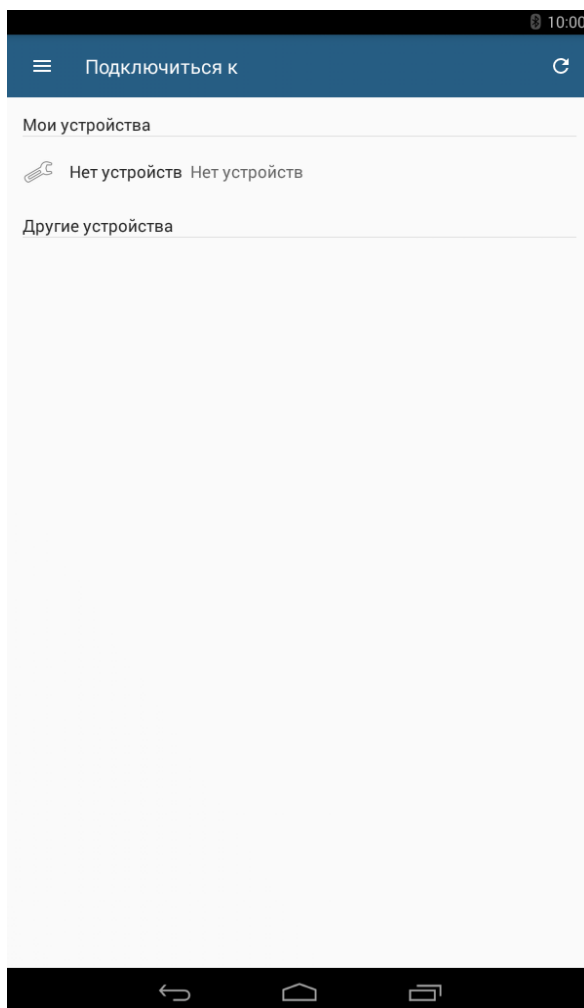 10:00
Подключиться к
Мои устройства
Нет устройств Нет устройств
Другие устройства